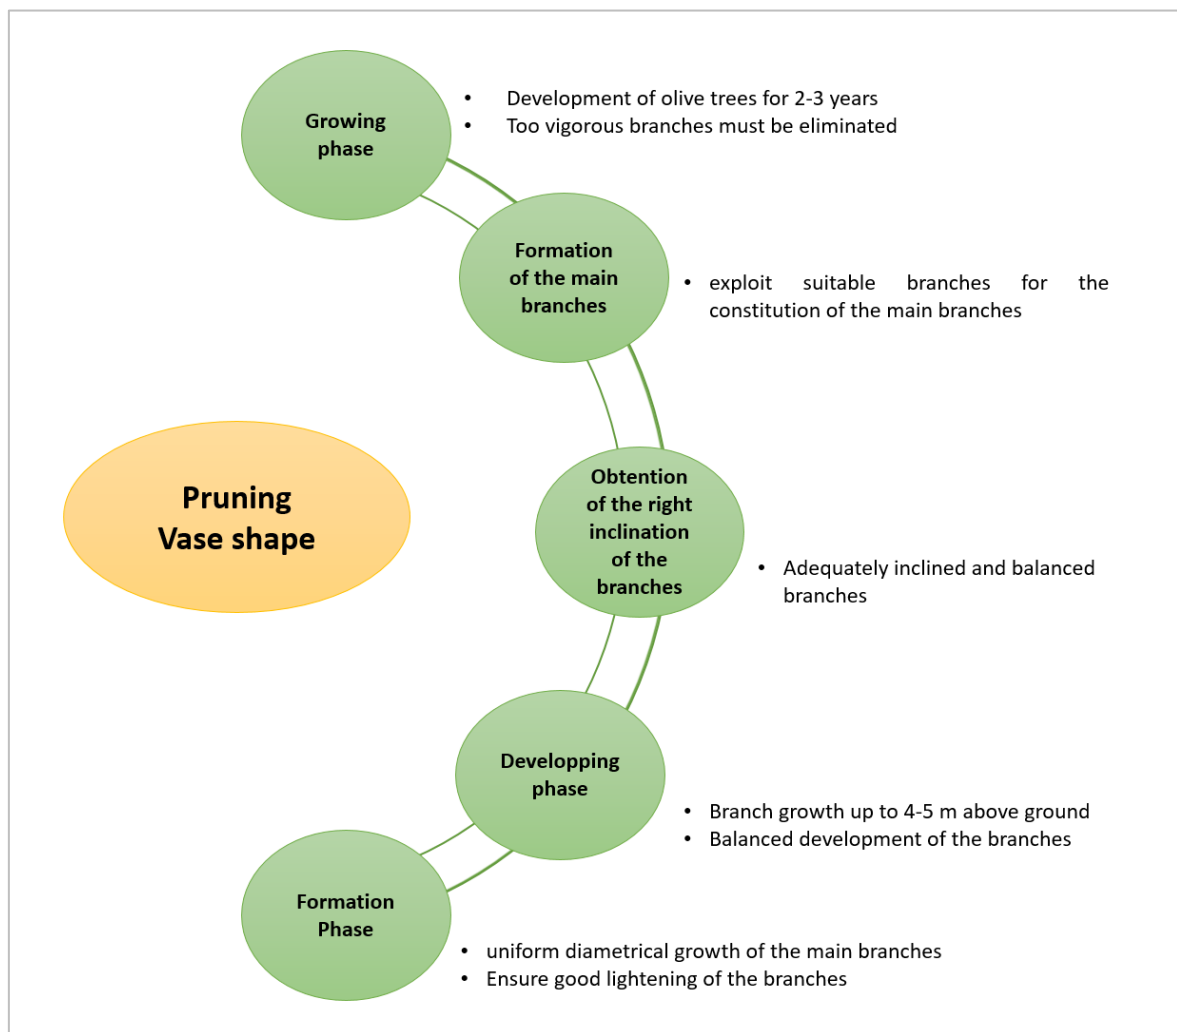 Growing
phase
• Development of olive trees for 2-3 years
• Too vigorous branches must be eliminated
Formation
of the main
branches
• exploit suitable branches for the
constitution of the main branches
Pruning
Vase shape
Obtention
of the right
inclination
of the
branches
• Adequately inclined and balanced
branches
Developping
phase
• Branch growth up to 4-5 m above ground
• Balanced development of the branches
Formation
Phase
• uniform diametrical growth of the main branches
• Ensure good lightening of the branches